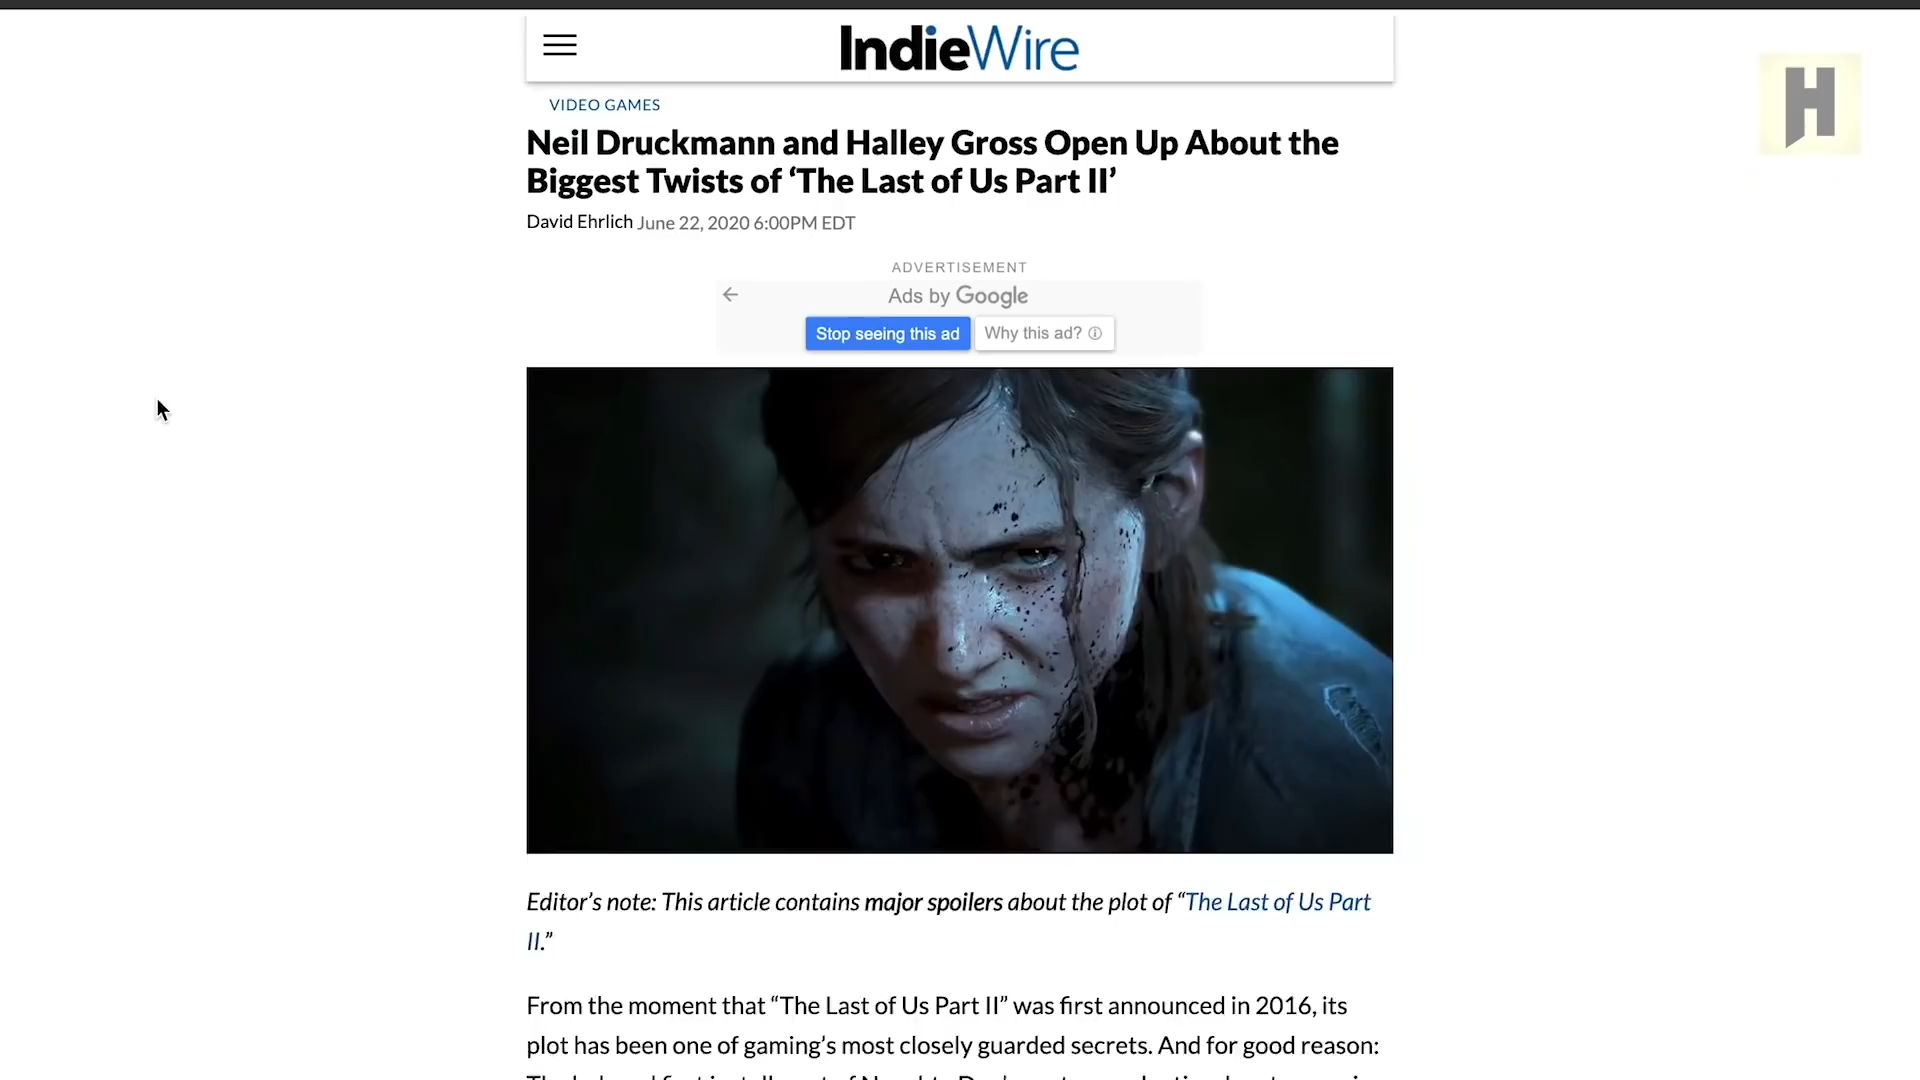 IndieWire
H
VIDEO GAMES
Neil Druckmann and Halley Gross Open Up About the
Biggest Twists of ‘The Last of Us Part II’
David Ehrlich June 22, 2020 6:00PM EDT
ADVERTISEMENT
Ads by Google
Stop seeing this ad Why this ad?
Editor’s note: This article contains major spoilers about the plot of “The Last of Us Part
II.”
From the moment that “The Last of Us Part II” was first announced in 2016, its
plot has been one of gaming’s most closely guarded secrets. And for good reason: